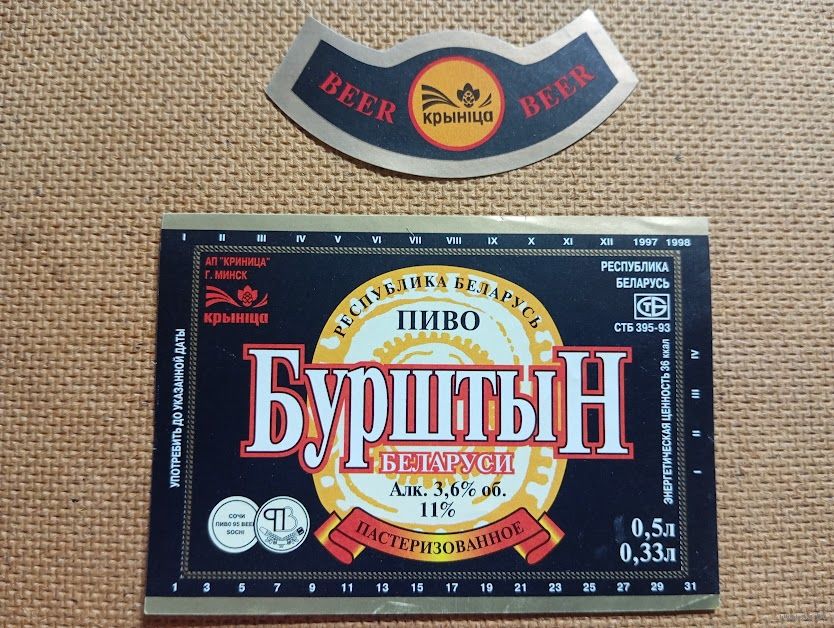 BEER
крыніца
BEER
I II III IV V VI VII VIII IX X XI XII 1997 1998
АП "КРИНИЦА"
Г. МИНСК
крыніца
РЕСПУБЛИКА
БЕЛАРУСЬ
СТБ 395-93
РЕСПУБЛИКА БЕЛАРУСЬ
ПИВО
БУРШТЫН
БЕЛАРУСИ
Алк. 3,6% об.
11%
ПАСТЕРИЗОВАННОЕ
УПОТРЕБИТЬ ДО УКАЗАННОЙ ДАТЫ
ЭНЕРГЕТИЧЕСКАЯ ЦЕННОСТЬ 36 ккал
I II III IV
СОЧИ
ПИВО 95 BEER
SOCHI
ПВ
0,5л
0,33л
1 3 5 7 9 11 13 15 17 19 21 23 25 27 29 31